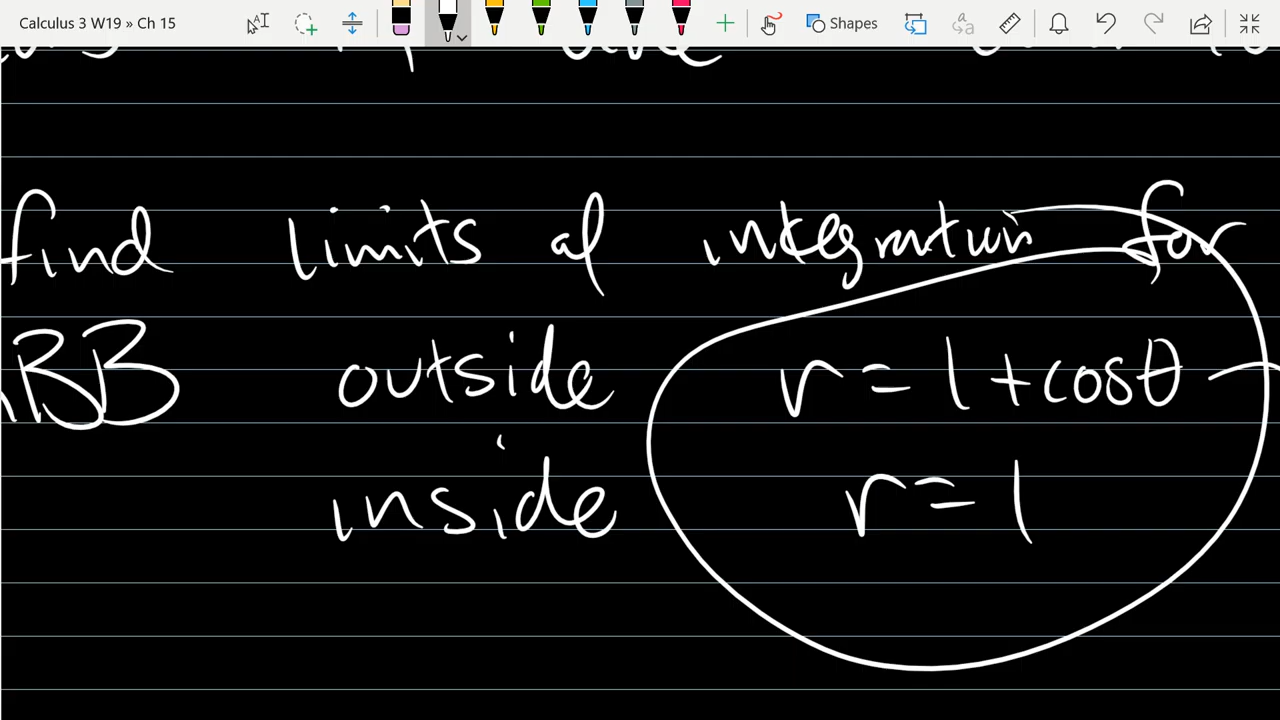 Calculus 3 W19 » Ch 15
Shapes
find limits of integration for
RBB outside r = 1 + cosθ
inside r = 1